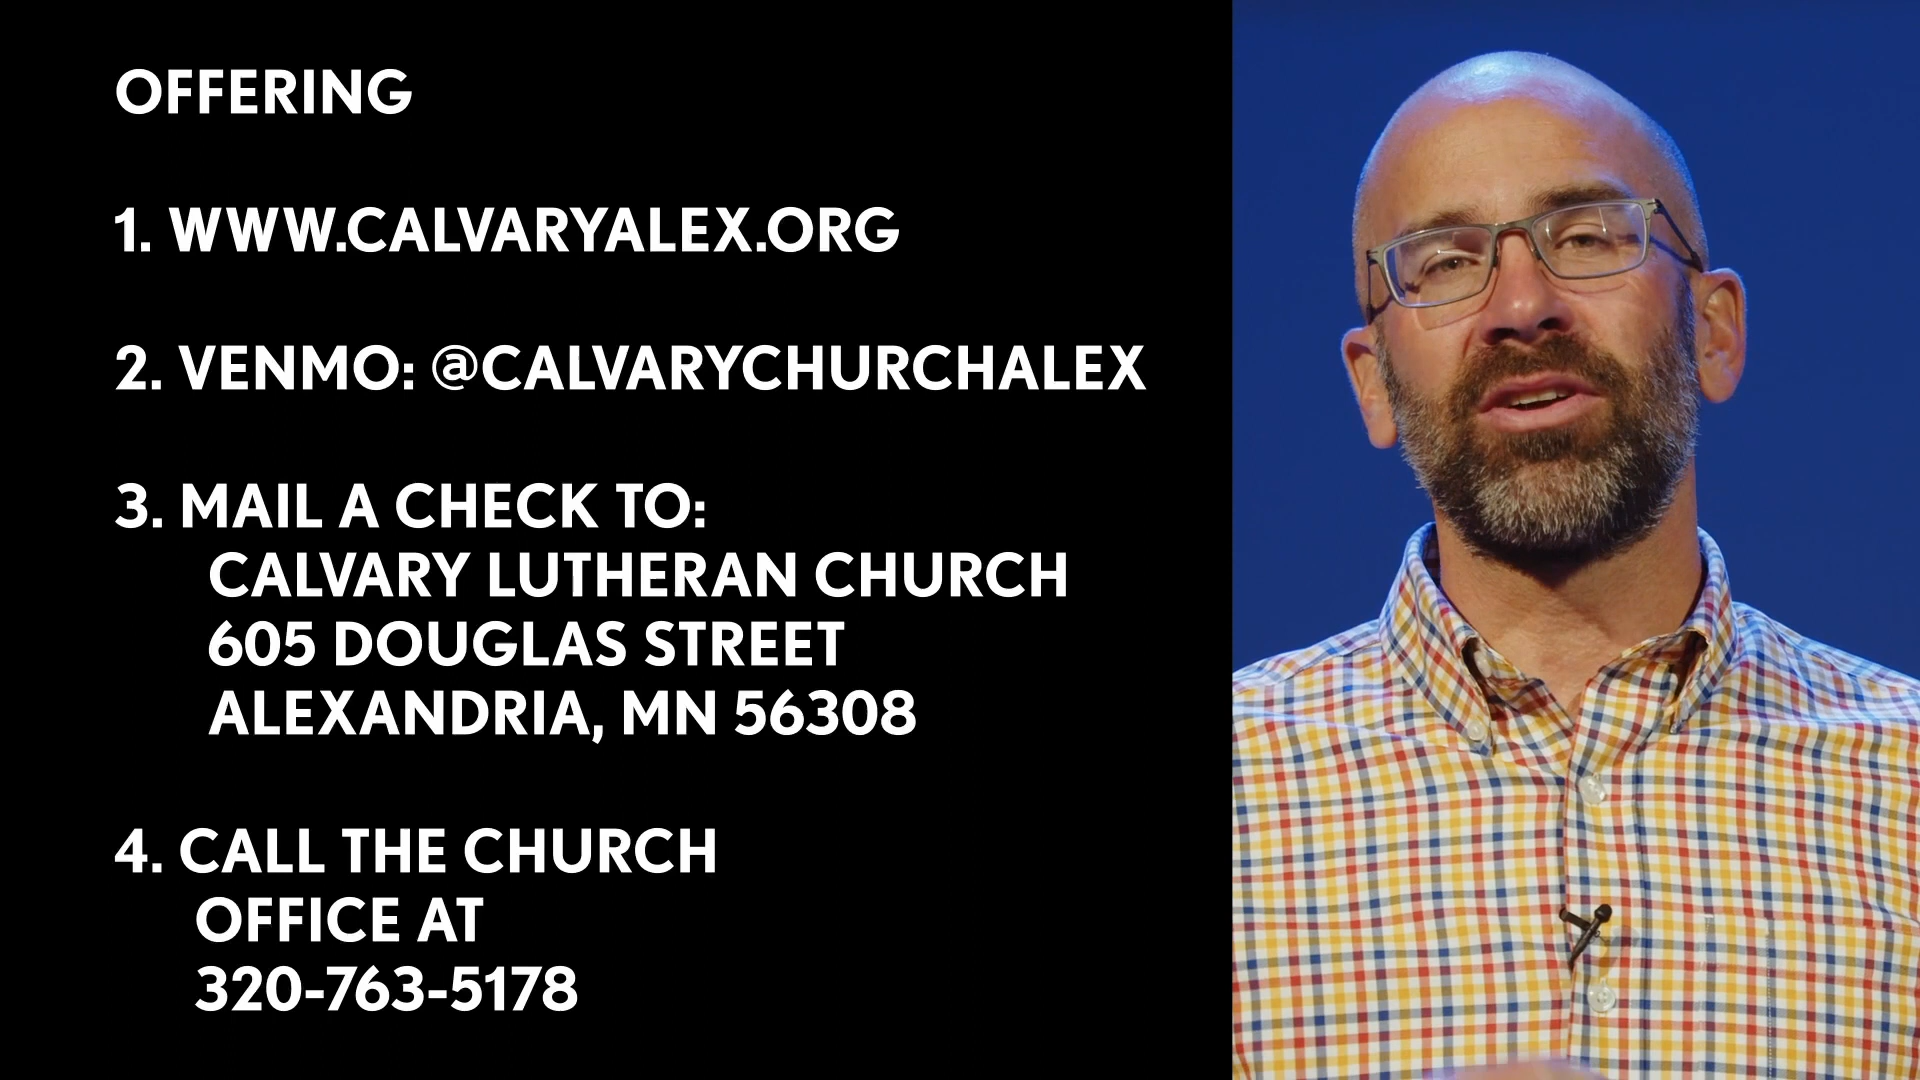 OFFERING
1. WWW.CALVARYALEX.ORG
2. VENMO: @CALVARYCHURCHALEX
3. MAIL A CHECK TO:
CALVARY LUTHERAN CHURCH
605 DOUGLAS STREET
ALEXANDRIA, MN 56308
4. CALL THE CHURCH
OFFICE AT
320-763-5178